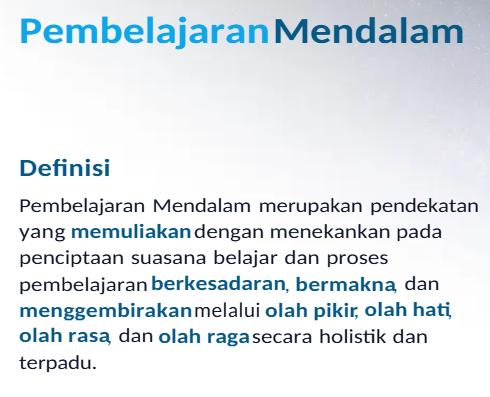 Pembelajaran Mendalam
Definisi
Pembelajaran Mendalam merupakan pendekatan
yang memuliakan dengan menekankan pada
penciptaan suasana belajar dan proses
pembelajaran berkesadaran, bermakna, dan
menggembirakan melalui olah pikir, olah hati,
olah rasa, dan olah raga secara holistik dan
terpadu.